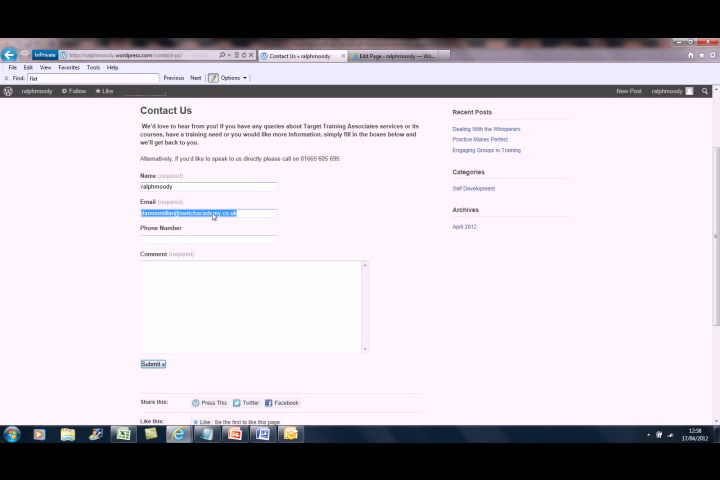 InPrivate http://ralphmoody.wordpress.com/contact-us/ Contact Us « ralphmoody Edit Page ‹ ralphmoody — Wo...
File Edit View Favorites Tools Help
Find: flat Previous Next Options
ralphmoody Follow Like New Post ralphmoody
Contact Us
We'd love to hear from you! If you have any queries about Target Training Associates services or its
courses, have a training need or you would like more information, simply fill in the boxes below and
we'll get back to you.
Alternatively, if you'd like to speak to us directly please call on 01665 605 695.
Name (required)
ralphmoody
Email (required)
damonmillar@switchacademy.co.uk
Phone Number
Comment (required)
Submit »
Share this: Press This Twitter Facebook
Like this: Like Be the first to like this page.
Recent Posts
Dealing With the Whisperers
Practice Makes Perfect
Engaging Groups in Training
Categories
Self Development
Archives
April 2012
12:58
17/04/2012